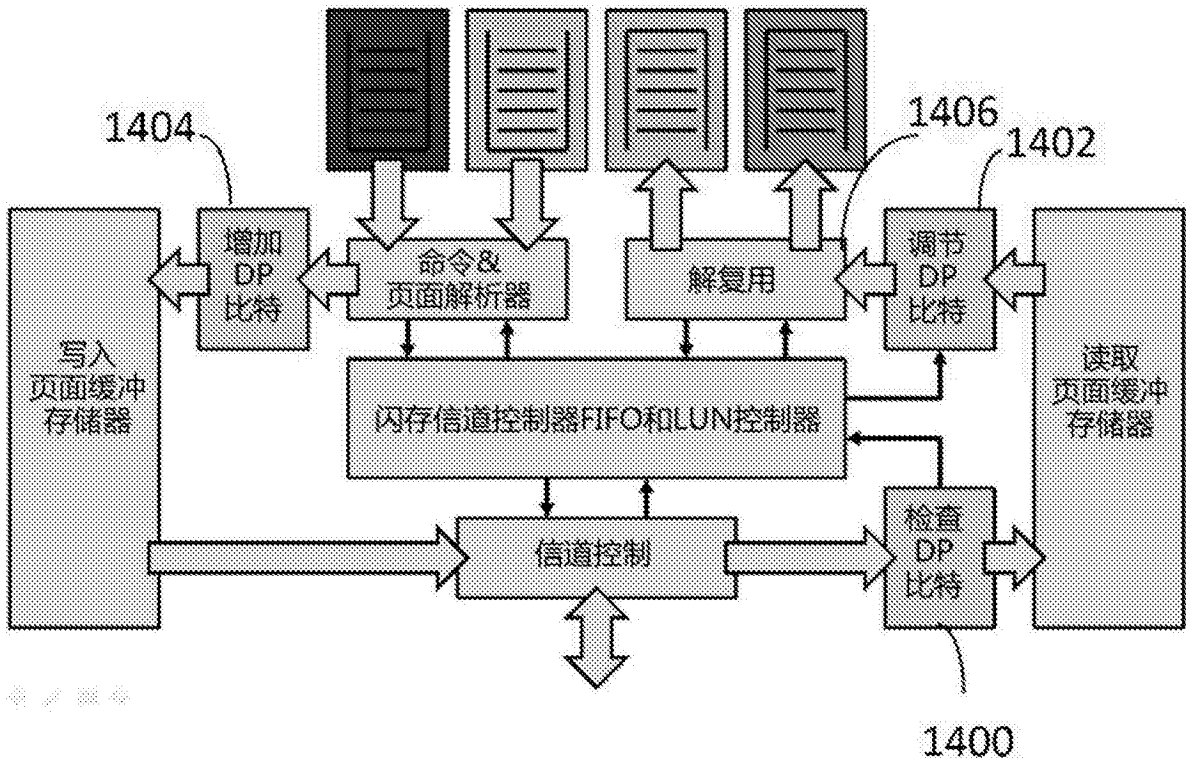 1404
1406
1402
增加
DP
比特
命令&
页面解析器
解复用
调节
DP
比特
写入
页面缓冲
存储器
闪存信道控制器FIFO和LUN控制器
读取
页面缓冲
存储器
信道控制
检查
DP
比特
1400